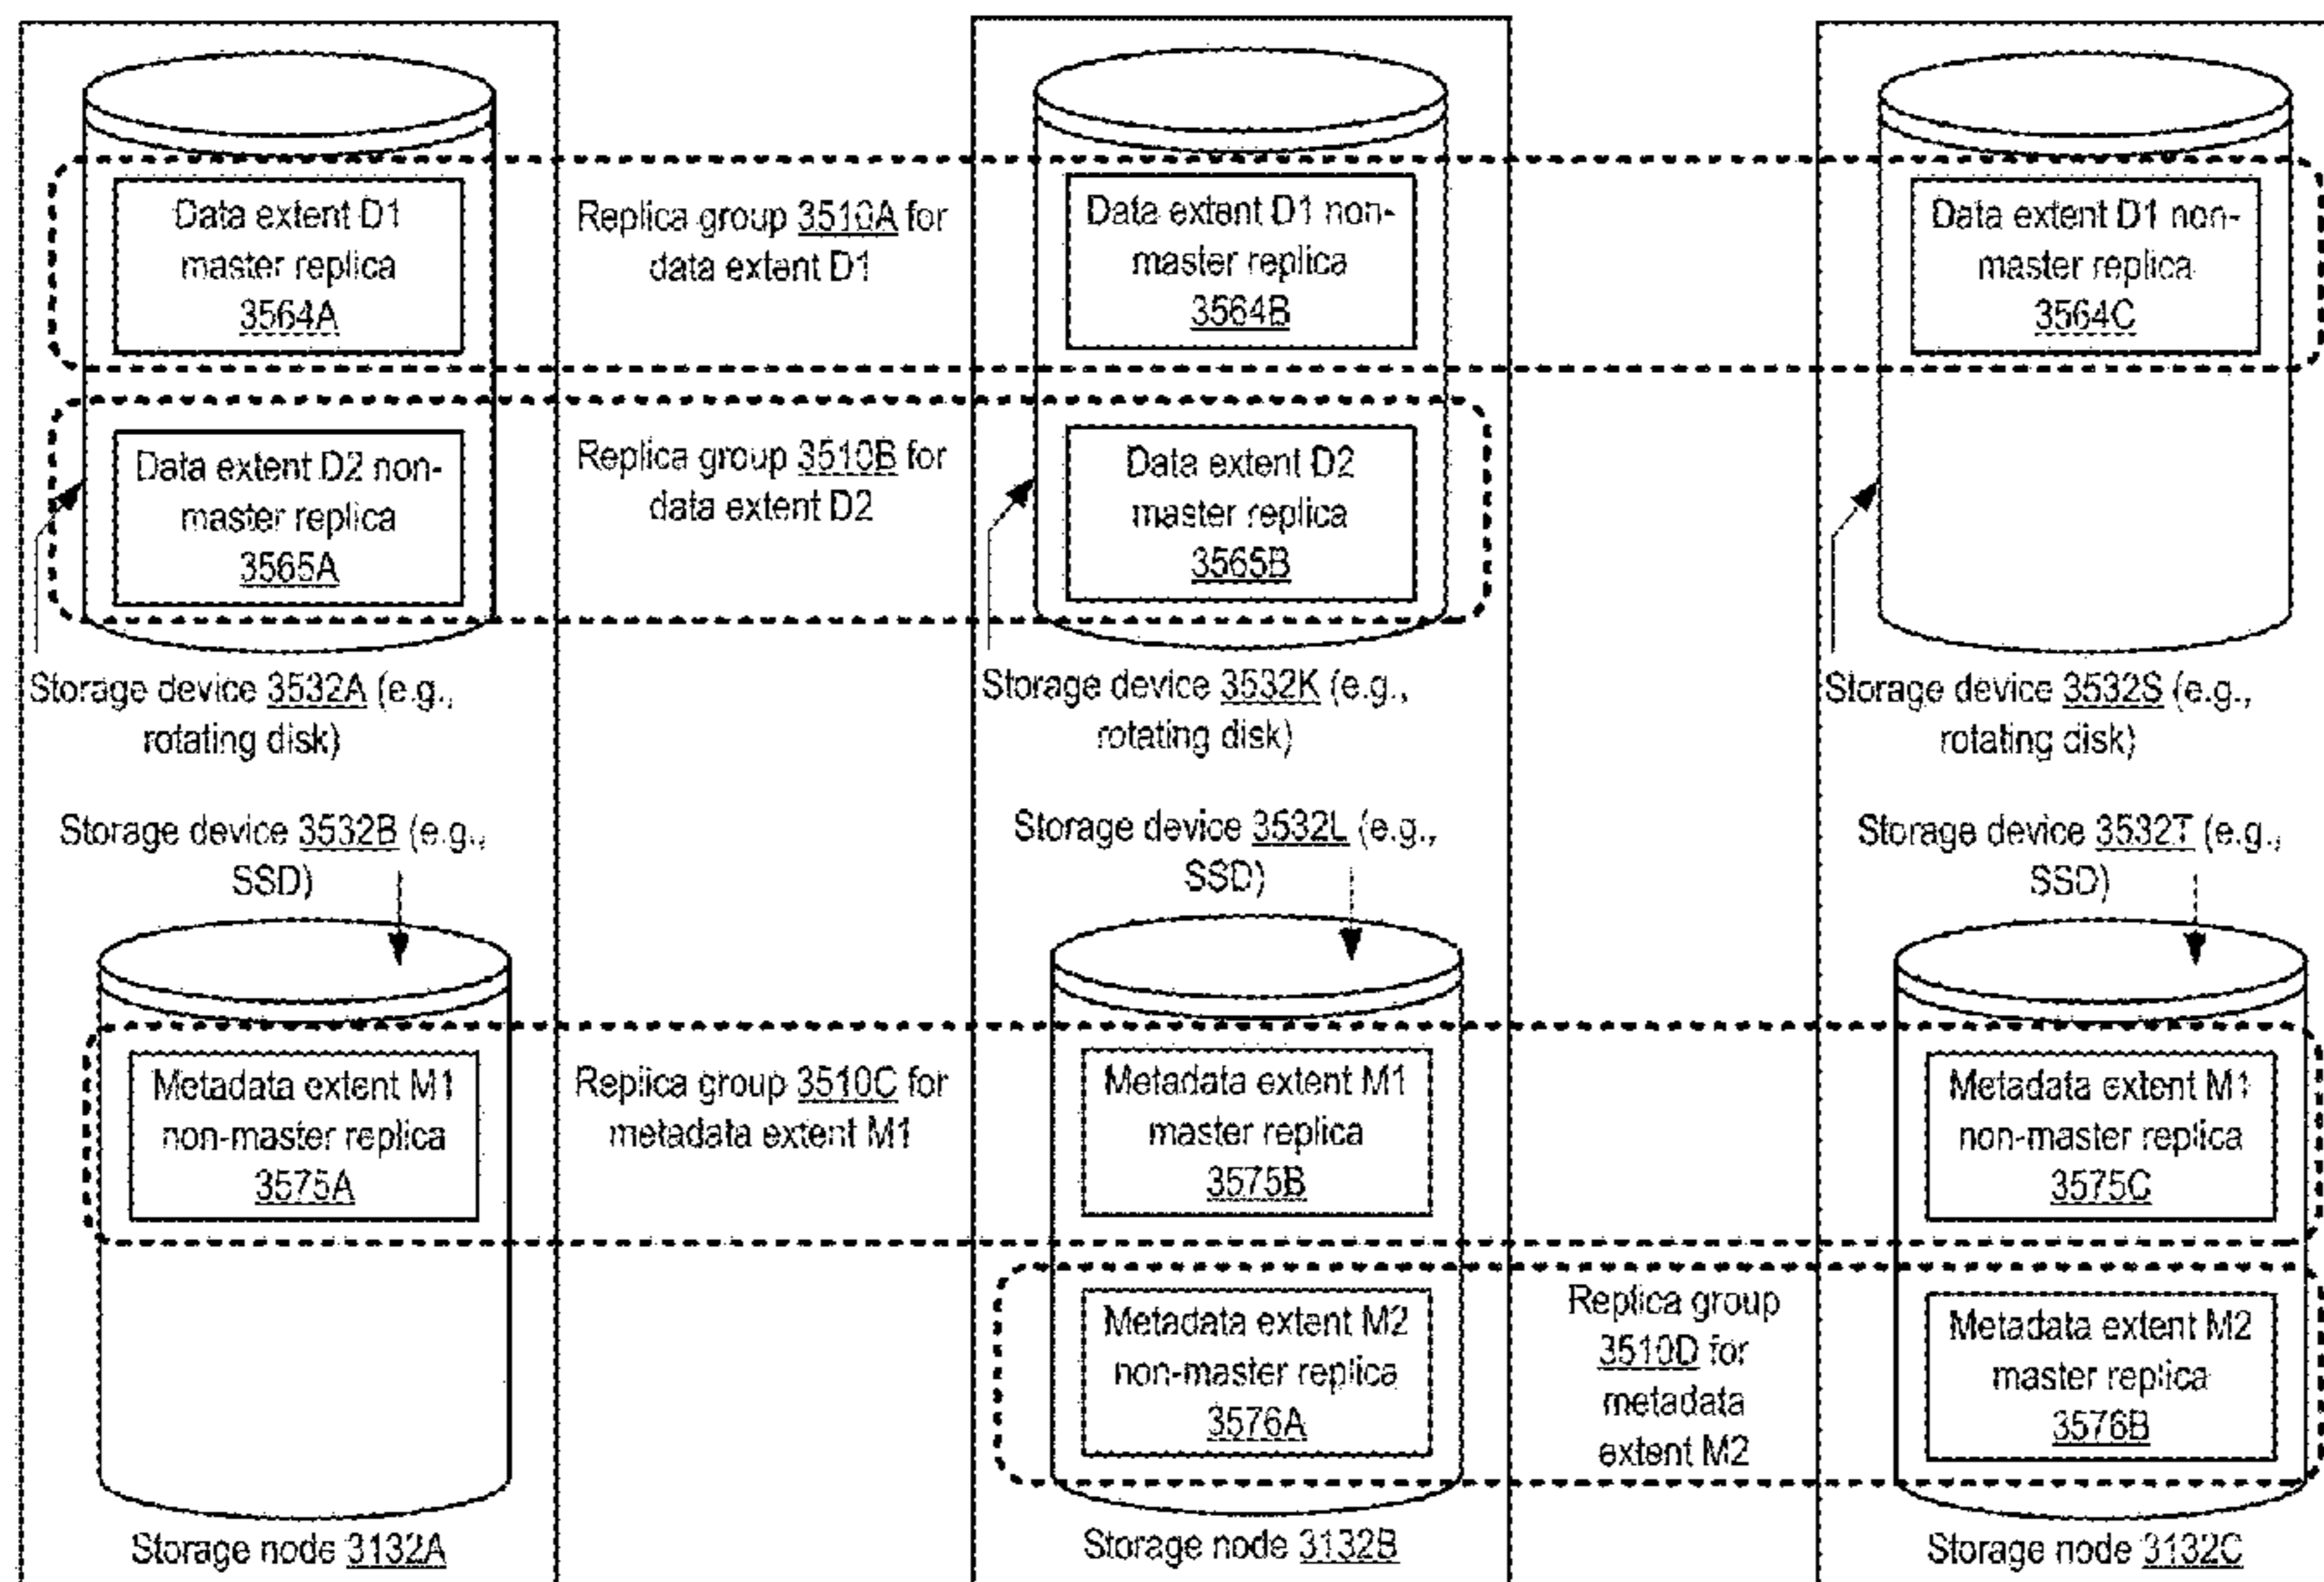 Data extent D1
master replica
3564A
Replica group 3510A for
data extent D1
Data extent D1 non-
master replica
3564B
Data extent D1 non-
master replica
3564C
Data extent D2 non-
master replica
3565A
Replica group 3510B for
data extent D2
Data extent D2
master replica
3565B
Storage device 3532A (e.g.,
rotating disk)
Storage device 3532K (e.g.,
rotating disk)
Storage device 3532S (e.g.,
rotating disk)
Storage device 3532B (e.g.,
SSD)
Storage device 3532L (e.g.,
SSD)
Storage device 3532T (e.g.,
SSD)
Metadata extent M1
non-master replica
3575A
Replica group 3510C for
metadata extent M1
Metadata extent M1
master replica
3575B
Metadata extent M1
non-master replica
3575C
Metadata extent M2
non-master replica
3576A
Replica group
3510D for
metadata
extent M2
Metadata extent M2
master replica
3576B
Storage node 3132A
Storage node 3132B
Storage node 3132C